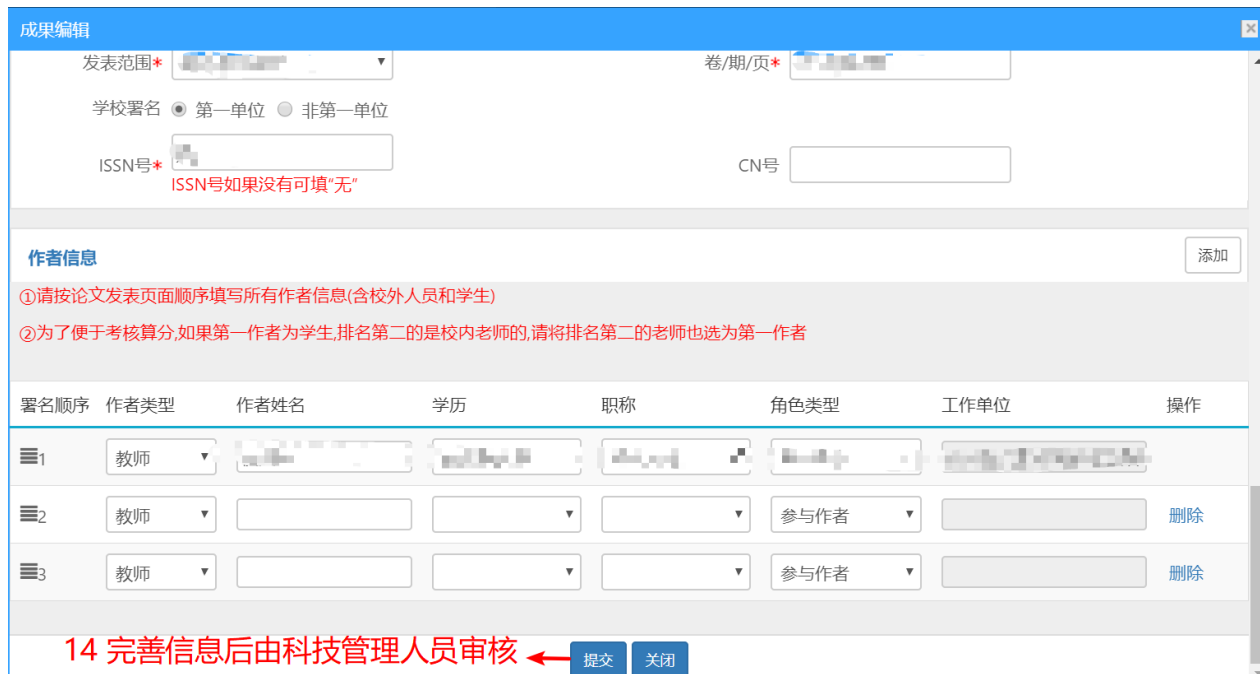 成果编辑
发表范围* 卷/期/页*
学校署名 第一单位 非第一单位
ISSN号* CN号
ISSN号如果没有可填“无”
作者信息 添加
①请按论文发表页面顺序填写所有作者信息(含校外人员和学生)
②为了便于考核算分,如果第一作者为学生,排名第二的是校内老师的,请将排名第二的老师也选为第一作者
署名顺序 作者类型 作者姓名 学历 职称 角色类型 工作单位 操作
1 教师
2 教师 参与作者 删除
3 教师 参与作者 删除
14 完善信息后由科技管理人员审核 提交 关闭